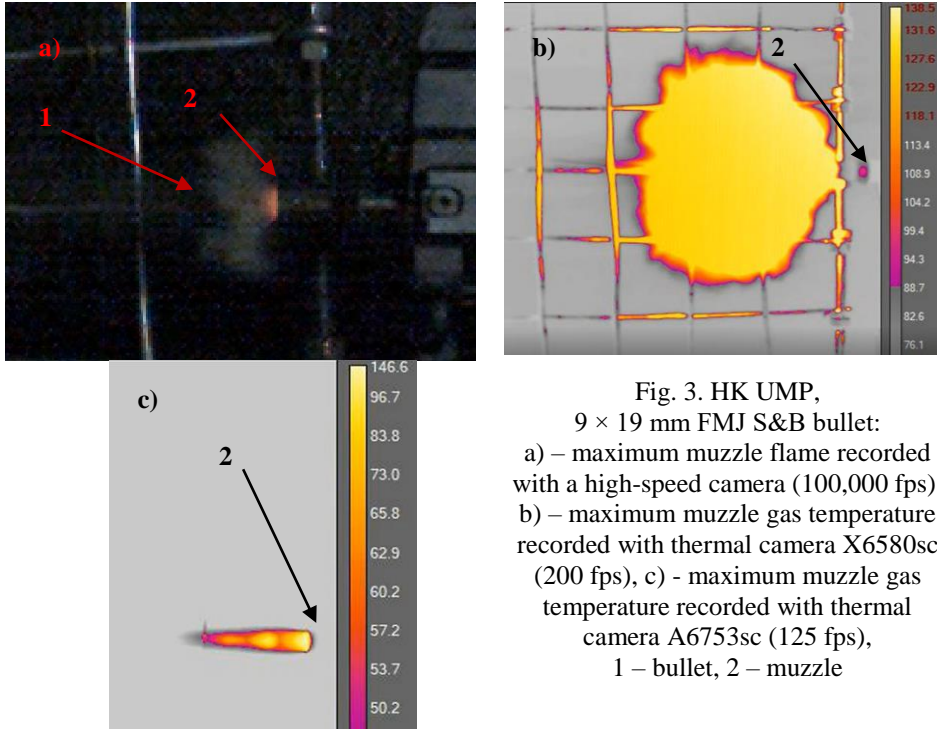 a)
2
1
b)
2
138.5
131.6
127.6
122.9
118.1
113.4
108.9
104.2
99.4
94.3
88.7
82.6
76.1
c)
2
146.6
96.7
83.8
73.0
65.8
62.9
57.2
53.7
50.2
Fig. 3. HK UMP,
9 × 19 mm FMJ S&B bullet:
a) – maximum muzzle flame recorded
with a high-speed camera (100,000 fps)
b) – maximum muzzle gas temperature
recorded with thermal camera X6580sc
(200 fps), c) - maximum muzzle gas
temperature recorded with thermal
camera A6753sc (125 fps),
1 – bullet, 2 – muzzle